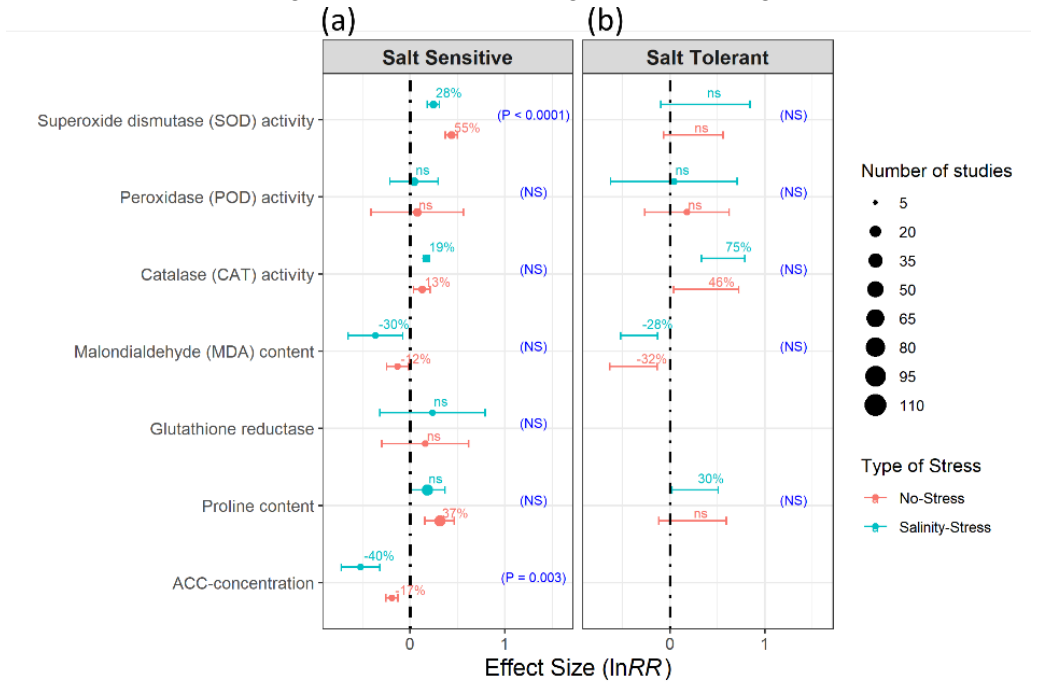 (a)
(b)
Salt Sensitive
Salt Tolerant
Superoxide dismutase (SOD) activity
28%
(P < 0.0001)
55%
ns
(NS)
ns
Peroxidase (POD) activity
ns
(NS)
ns
ns
(NS)
ns
Catalase (CAT) activity
19%
(NS)
13%
75%
(NS)
46%
Malondialdehyde (MDA) content
-30%
(NS)
-12%
-28%
(NS)
-32%
Glutathione reductase
ns
(NS)
ns
Proline content
ns
(NS)
37%
30%
(NS)
ns
ACC-concentration
-40%
(P = 0.003)
-17%
0
1
0
1
Effect Size (lnRR)
Number of studies
5
20
35
50
65
80
95
110
Type of Stress
No-Stress
Salinity-Stress